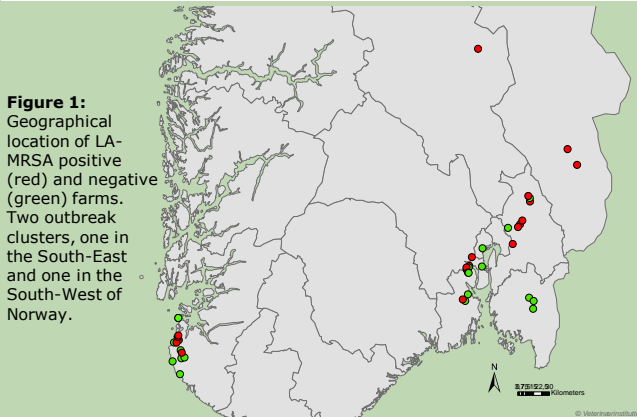 Figure 1:
Geographical
location of LA-
MRSA positive
(red) and negative
(green) farms.
Two outbreak
clusters, one in
the South-East
and one in the
South-West of
Norway.
N
Kilometers
© Veterinærinstitutt